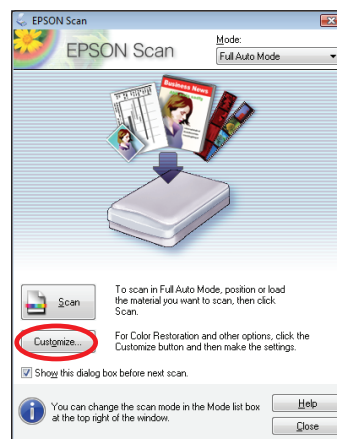 EPSON Scan
EPSON Scan
Mode:
Full Auto Mode
Business News
Scan
To scan in Full Auto Mode, position or load
the material you want to scan, then click
Scan.
Customize...
For Color Restoration and other options, click the
Customize button and then make the settings.
Show this dialog box before next scan.
You can change the scan mode in the Mode list box
at the top right of the window.
Help
Close